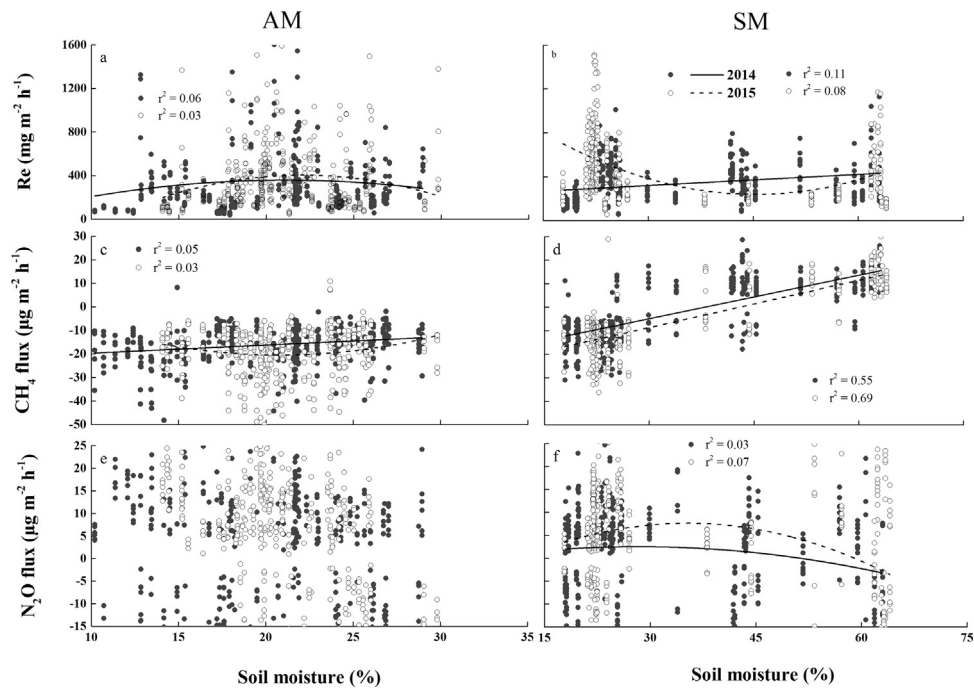 AM
SM
a
r² = 0.06
r² = 0.03
Re (mg m⁻² h⁻¹)
1600
1200
800
400
0
b
2014
2015
r² = 0.11
r² = 0.08
c
r² = 0.05
r² = 0.03
CH₄ flux (µg m⁻² h⁻¹)
30
20
10
0
-10
-20
-30
-40
-50
d
r² = 0.55
r² = 0.69
e
N₂O flux (µg m⁻² h⁻¹)
25
20
15
10
5
0
-5
-10
-15
f
r² = 0.03
r² = 0.07
10 15 20 25 30 35
15 30 45 60 75
Soil moisture (%)
Soil moisture (%)